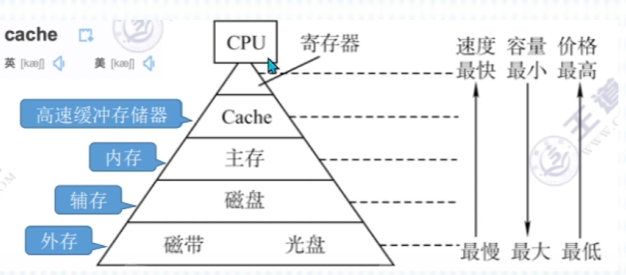 cache
英 [kæʃ] 美 [kæʃ]
CPU
寄存器
速度 容量 价格
最快 最小 最高
高速缓冲存储器
Cache
内存
主存
辅存
磁盘
外存
磁带 光盘
最慢 最大 最低
王道